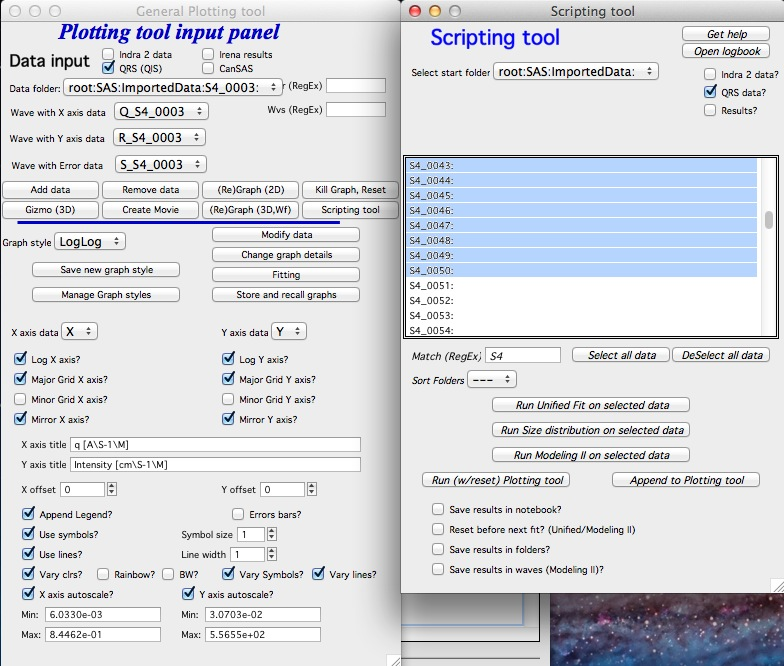 General Plotting tool
Plotting tool input panel
Data input
Indra 2 data
Irena results
QRS (QIS)
CanSAS
Data folder: root:SAS:ImportedData:S4_0003: r (RegEx)
Wave with X axis data Q_S4_0003 Wvs (RegEx)
Wave with Y axis data R_S4_0003
Wave with Error data S_S4_0003
Add data Remove data (Re)Graph (2D) Kill Graph, Reset
Gizmo (3D) Create Movie (Re)Graph (3D,Wf) Scripting tool
Graph style LogLog Modify data
Change graph details
Save new graph style Fitting
Manage Graph styles Store and recall graphs
X axis data X Y axis data Y
Log X axis? Log Y axis?
Major Grid X axis? Major Grid Y axis?
Minor Grid X axis? Minor Grid Y axis?
Mirror X axis? Mirror Y axis?
X axis title q [A\S-1\M]
Y axis title Intensity [cm\S-1\M]
X offset 0 Y offset 0
Append Legend? Errors bars?
Use symbols? Symbol size 1
Use lines? Line width 1
Vary clrs? Rainbow? BW? Vary Symbols? Vary lines?
X axis autoscale? Y axis autoscale?
Min: 6.0330e-03 Min: 3.0703e-02
Max: 8.4462e-01 Max: 5.5655e+02
Scripting tool
Scripting tool
Get help
Open logbook
Select start folder root:SAS:ImportedData:
Indra 2 data?
QRS data?
Results?
S4_0043:
S4_0044:
S4_0045:
S4_0046:
S4_0047:
S4_0048:
S4_0049:
S4_0050:
S4_0051:
S4_0052:
S4_0053:
S4_0054:
Match (RegEx) S4 Select all data DeSelect all data
Sort Folders ---
Run Unified Fit on selected data
Run Size distribution on selected data
Run Modeling II on selected data
Run (w/reset) Plotting tool Append to Plotting tool
Save results in notebook?
Reset before next fit? (Unified/Modeling II)
Save results in folders?
Save results in waves (Modeling II)?